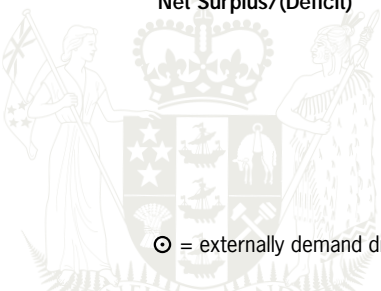 Net Surplus/(Deficit)
⊙ = externally demand d